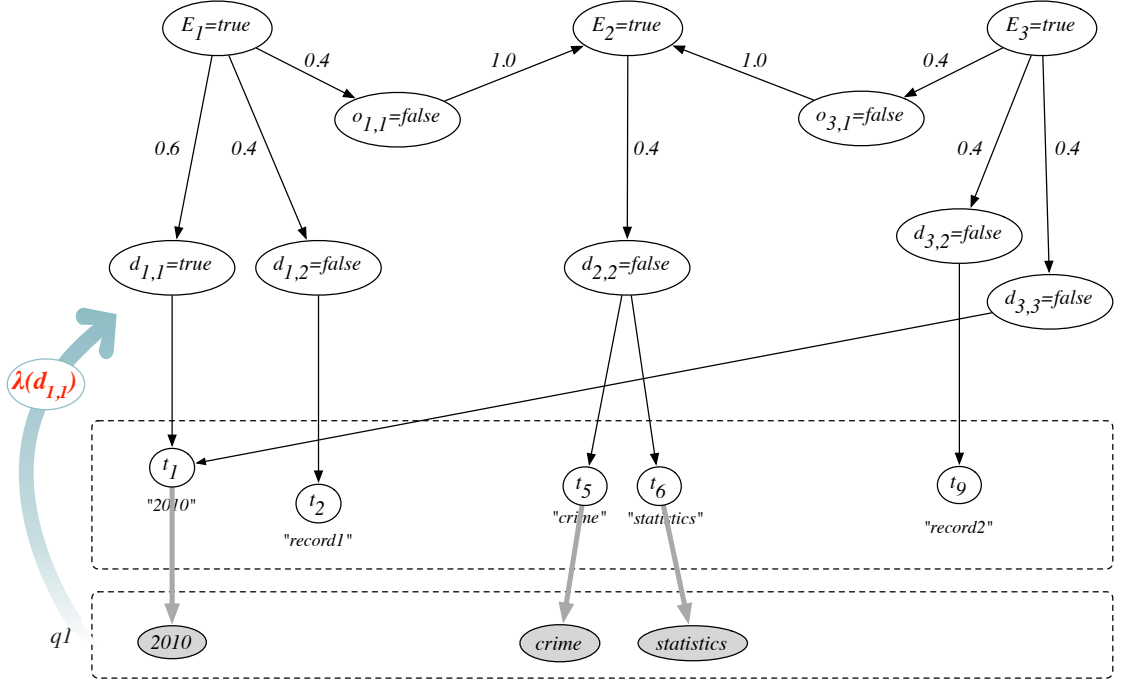 E1=true
E2=true
E3=true
0.4
1.0
1.0
0.4
o1,1=false
o3,1=false
0.6
0.4
0.4
0.4
0.4
d3,2=false
d1,1=true
d1,2=false
d2,2=false
d3,3=false
λ(d1,1)
t1
t5
t6
t9
"2010"
t2
"crime"
"statistics"
"record2"
"record1"
q1
2010
crime
statistics